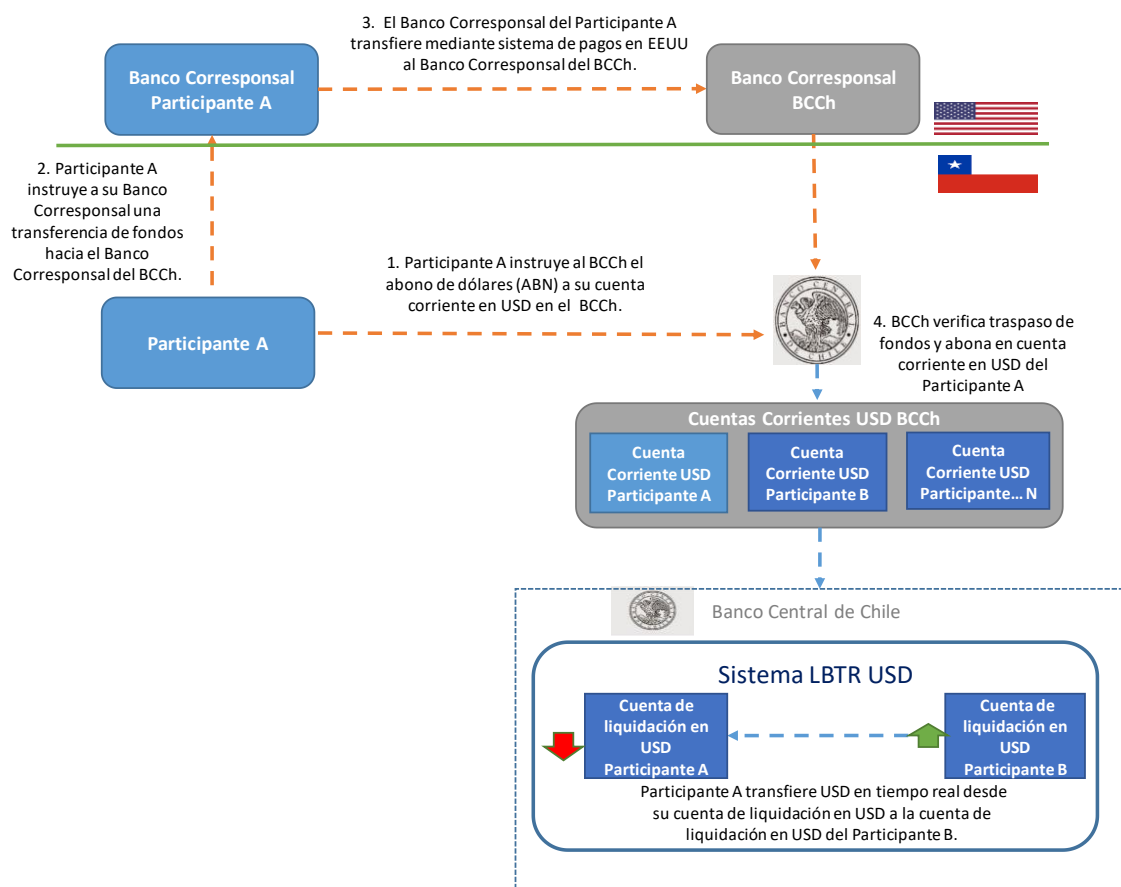 3. El Banco Corresponsal del Participante A
transfiere mediante sistema de pagos en EEUU
al Banco Corresponsal del BCCh.
Banco Corresponsal
Participante A
Banco Corresponsal
BCCh
2. Participante A
instruye a su Banco
Corresponsal una
transferencia de fondos
hacia el Banco
Corresponsal del BCCh.
1. Participante A instruye al BCCh el
abono de dólares (ABN) a su cuenta
corriente en USD en el BCCh.
Participante A
BANCO CENTRAL
DE CHILE
4. BCCh verifica traspaso de
fondos y abona en cuenta
corriente en USD del
Participante A
Cuentas Corrientes USD BCCh
Cuenta
Corriente USD
Participante A
Cuenta
Corriente USD
Participante B
Cuenta
Corriente USD
Participante... N
Banco Central de Chile
Sistema LBTR USD
Cuenta de
liquidación en
USD
Participante A
Cuenta de
liquidación en
USD
Participante B
Participante A transfiere USD en tiempo real desde
su cuenta de liquidación en USD a la cuenta de
liquidación en USD del Participante B.